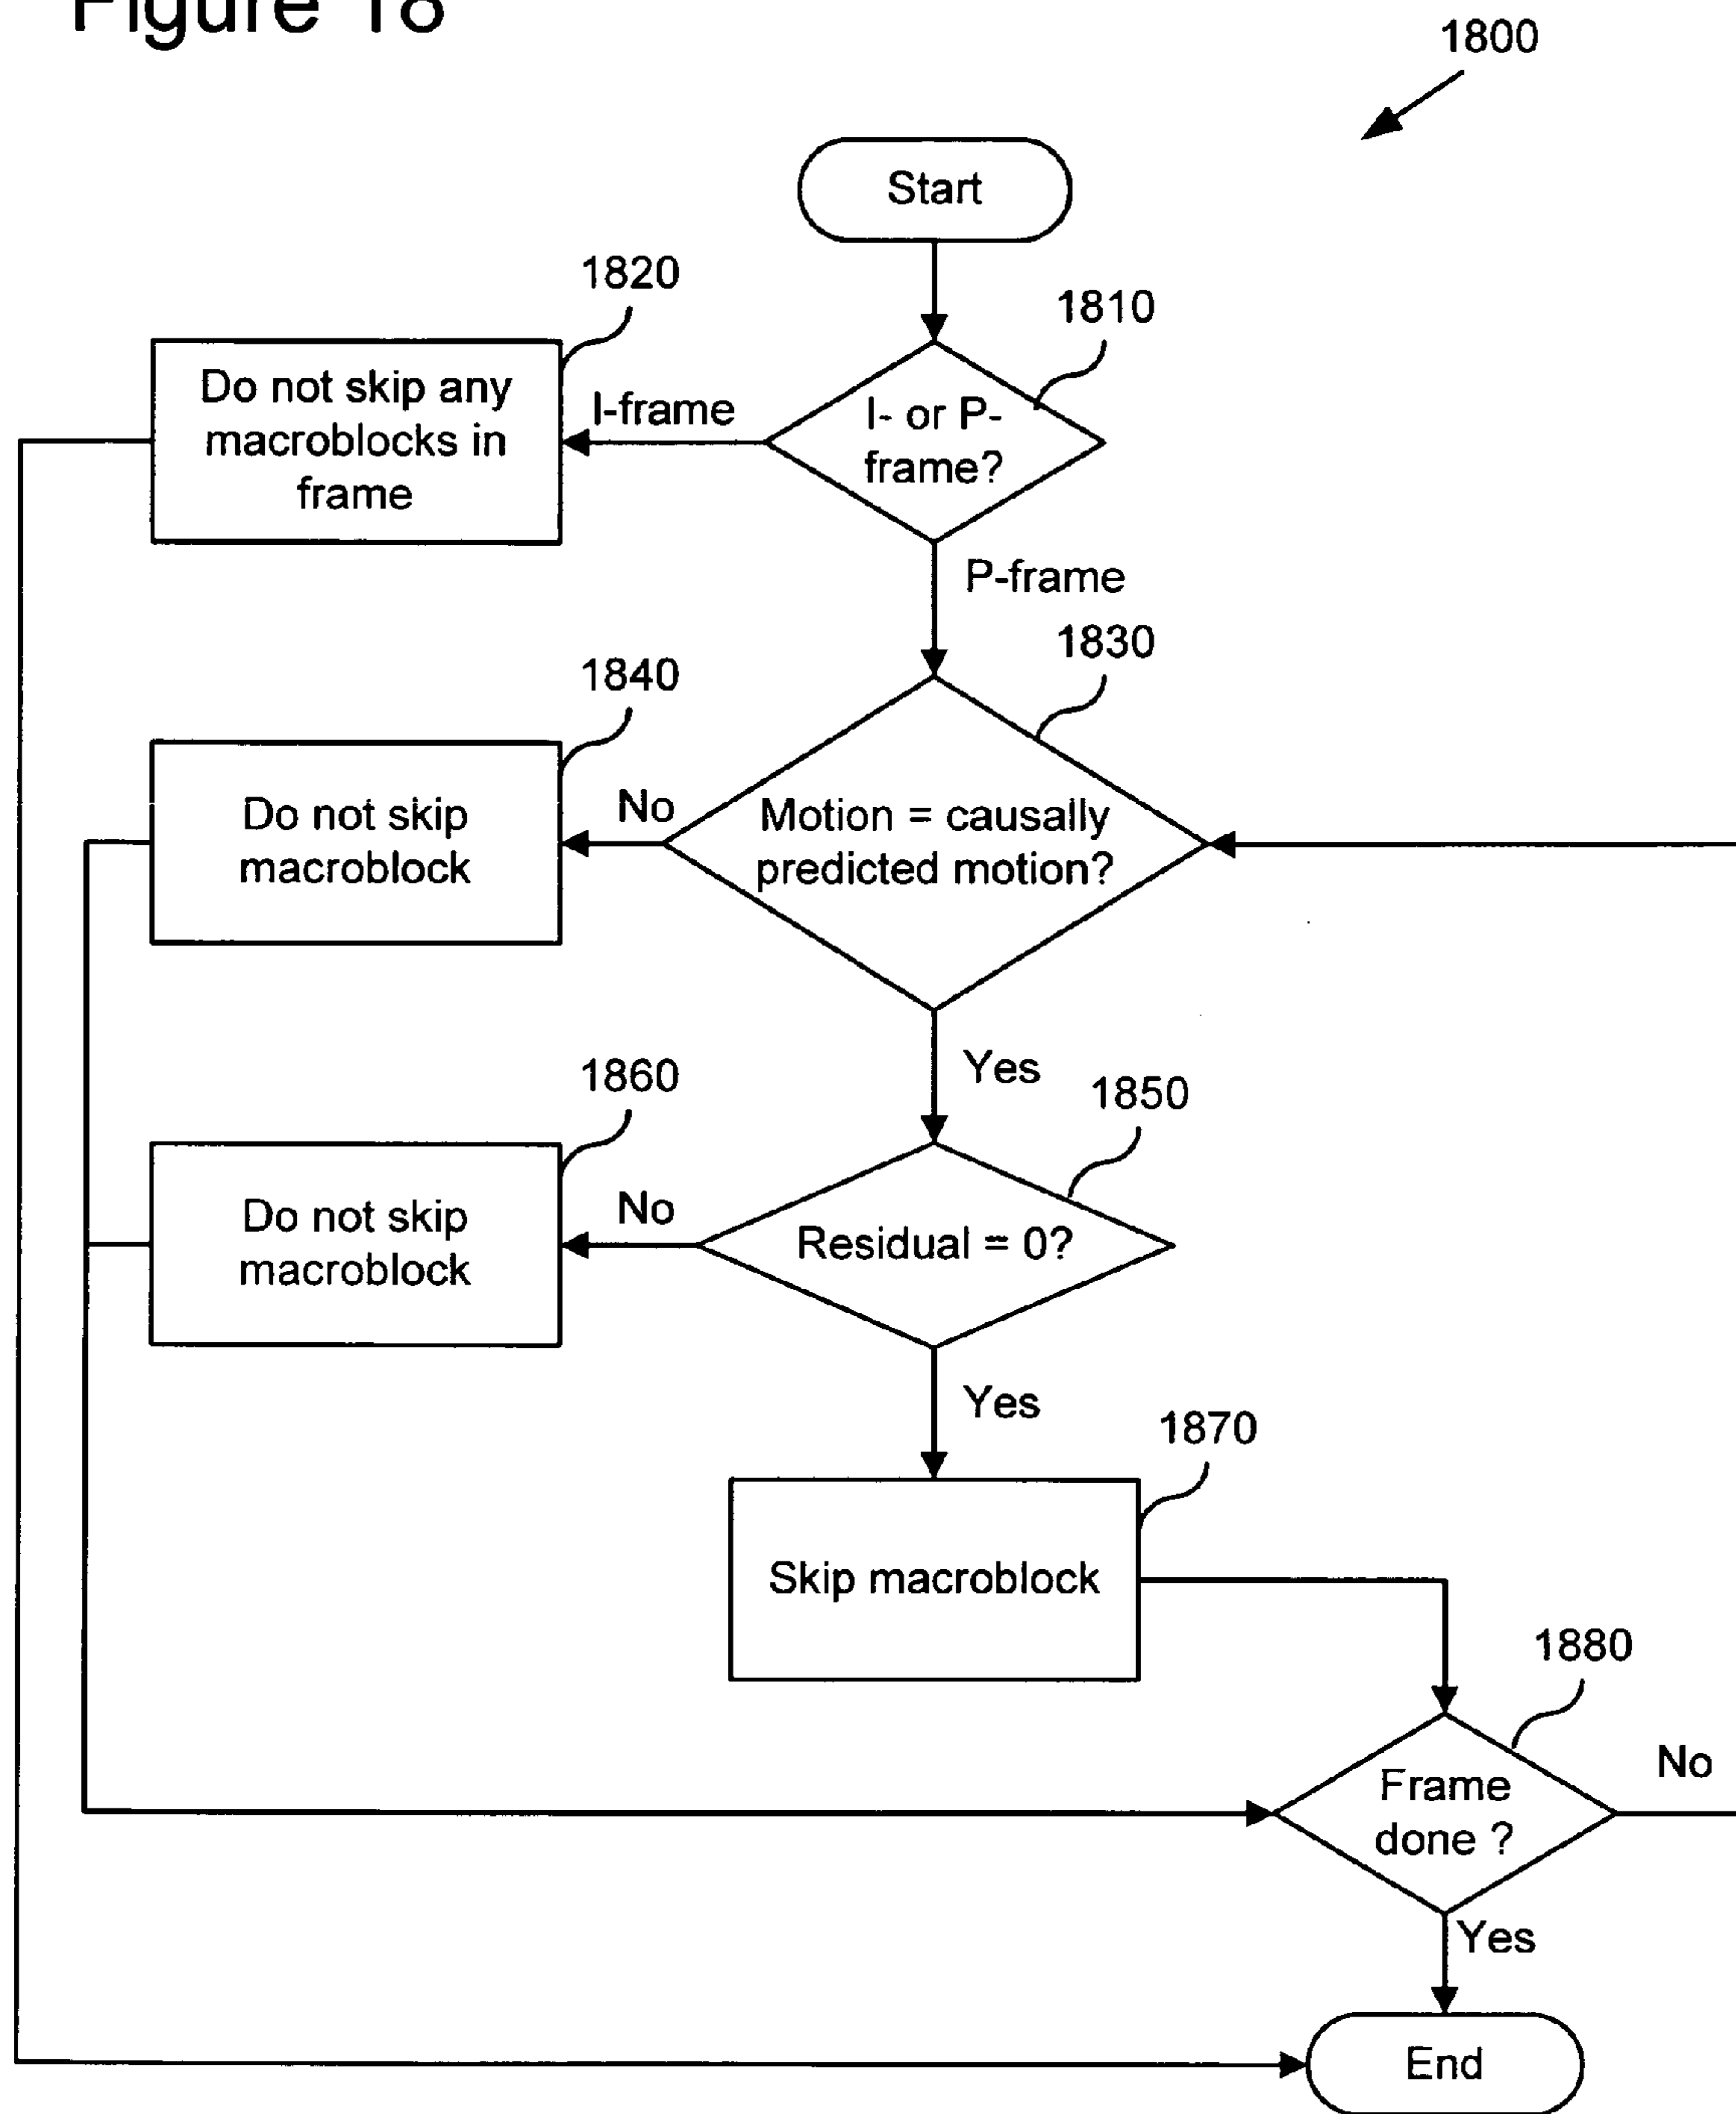 Figure 18
1800
Start
1820
1810
Do not skip any
macroblocks in
frame
I-frame
I- or P-
frame?
P-frame
1830
1840
Do not skip
macroblock
No
Motion = causally
predicted motion?
Yes
1850
1860
Do not skip
macroblock
No
Residual = 0?
Yes
1870
Skip macroblock
1880
No
Frame
done ?
Yes
End